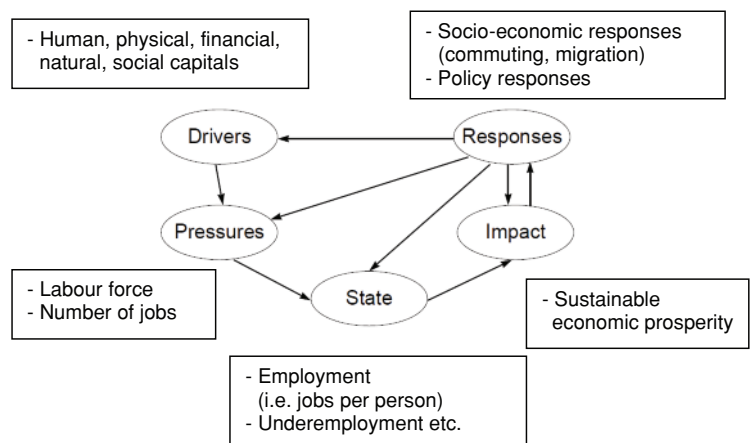 - Human, physical, financial,
natural, social capitals
- Socio-economic responses
(commuting, migration)
- Policy responses
Drivers
Responses
Pressures
Impact
State
- Labour force
- Number of jobs
- Sustainable
economic prosperity
- Employment
(i.e. jobs per person)
- Underemployment etc.